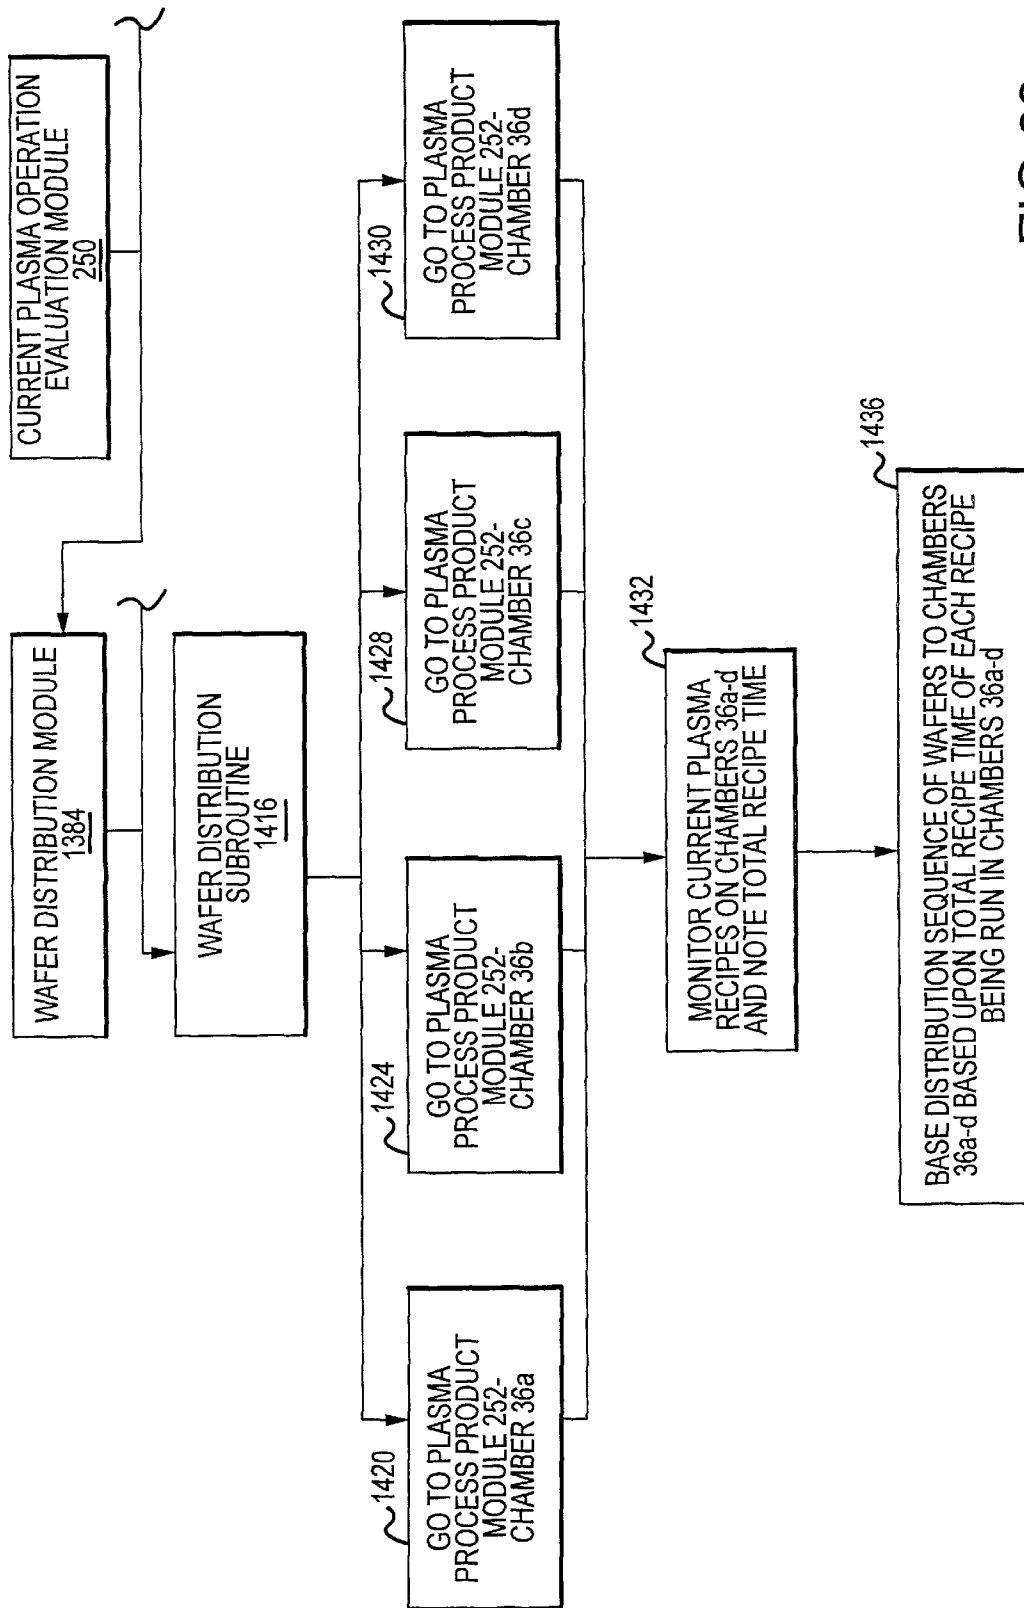 CURRENT PLASMA OPERATION
EVALUATION MODULE
250
WAFER DISTRIBUTION MODULE
1384
WAFER DISTRIBUTION
SUBROUTINE
1416
1420
GO TO PLASMA
PROCESS PRODUCT
MODULE 252-
CHAMBER 36a
1424
GO TO PLASMA
PROCESS PRODUCT
MODULE 252-
CHAMBER 36b
1428
GO TO PLASMA
PROCESS PRODUCT
MODULE 252-
CHAMBER 36c
1430
GO TO PLASMA
PROCESS PRODUCT
MODULE 252-
CHAMBER 36d
1432
MONITOR CURRENT PLASMA
RECIPES ON CHAMBERS 36a-d
AND NOTE TOTAL RECIPE TIME
1436
BASE DISTRIBUTION SEQUENCE OF WAFERS TO CHAMBERS
36a-d BASED UPON TOTAL RECIPE TIME OF EACH RECIPE
BEING RUN IN CHAMBERS 36a-d